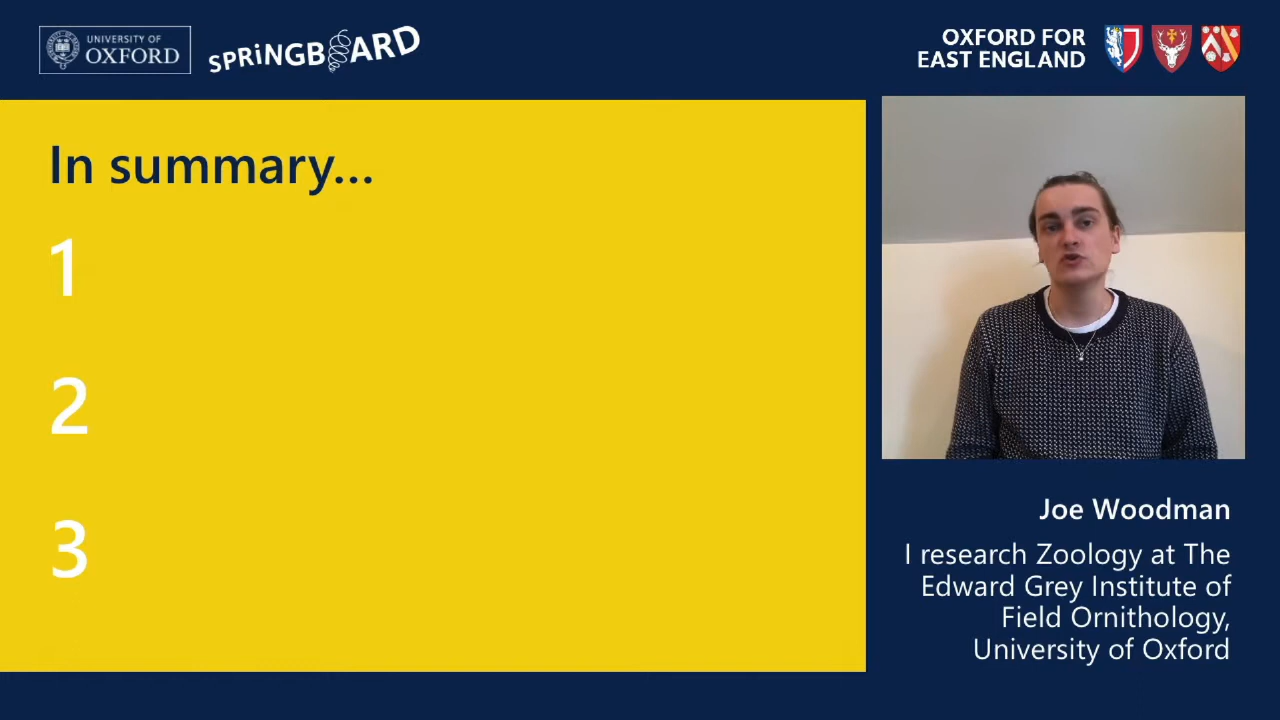 UNIVERSITY OF
OXFORD
SPRiNGBOARD
OXFORD FOR
EAST ENGLAND
In summary...
1
2
3
Joe Woodman
I research Zoology at The
Edward Grey Institute of
Field Ornithology,
University of Oxford